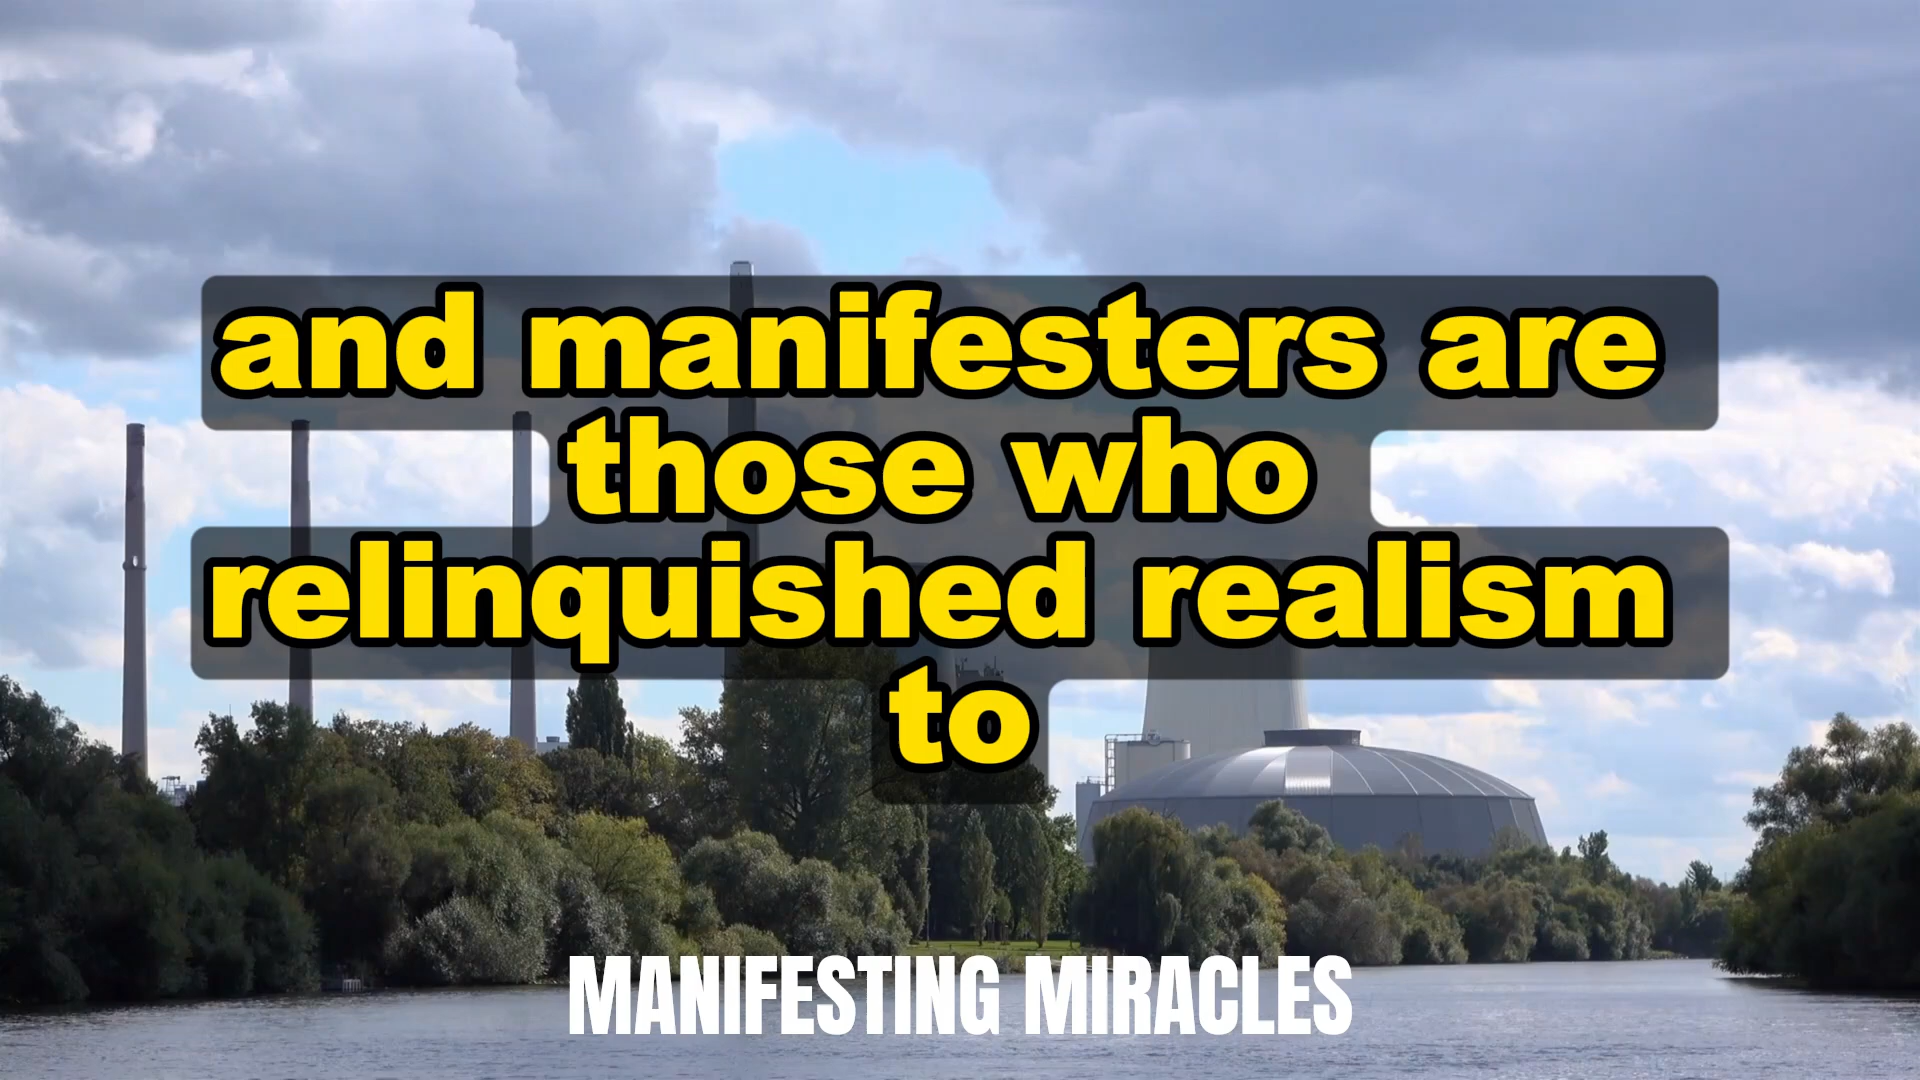 and manifesters are
those who
relinquished realism
to
MANIFESTING MIRACLES